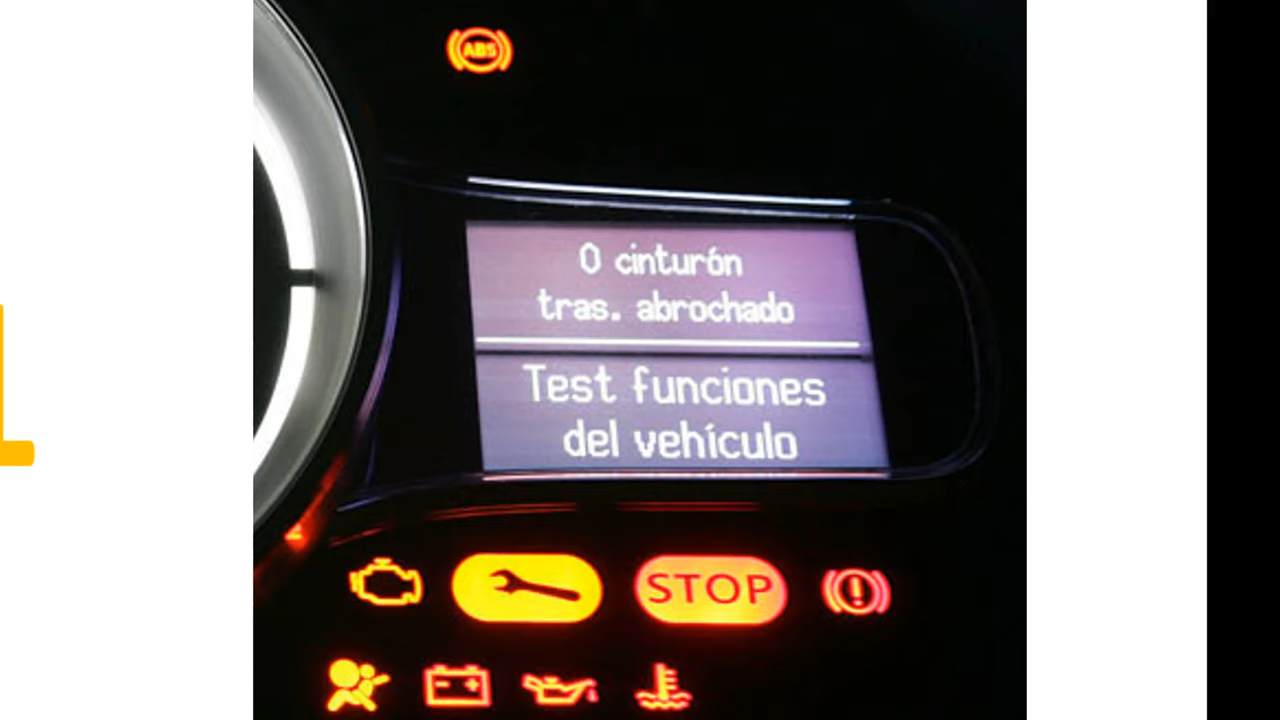 ABS
0 cinturón
tras. abrochado
Test funciones
del vehículo
STOP